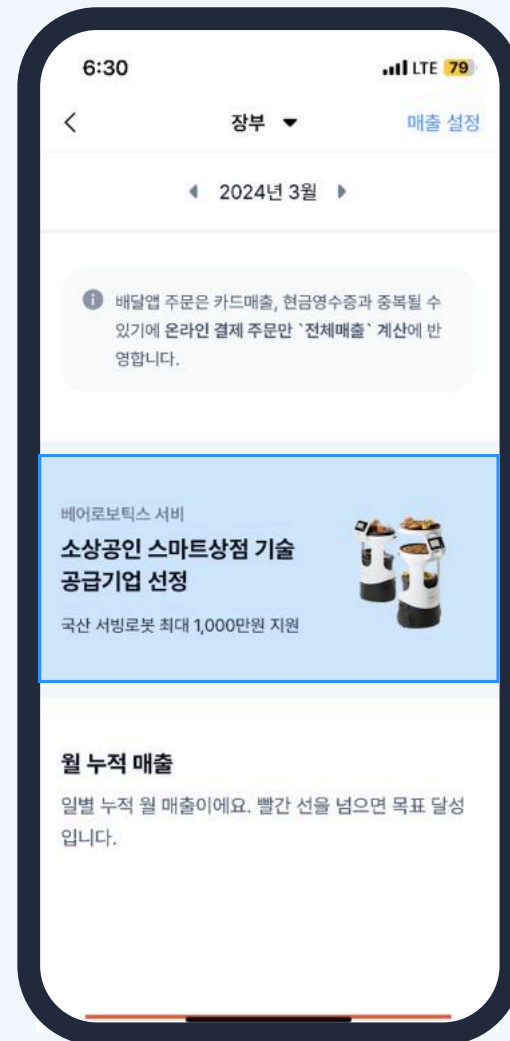 6:30
LTE 79
장부
매출 설정
2024년 3월
배달앱 주문은 카드매출, 현금영수증과 중복될 수
있기에 온라인 결제 주문만 `전체매출` 계산에 반
영합니다.
베어로보틱스 서비
소상공인 스마트상점 기술
공급기업 선정
국산 서빙로봇 최대 1,000만원 지원
월 누적 매출
일별 누적 월 매출이에요. 빨간 선을 넘으면 목표 달성
입니다.